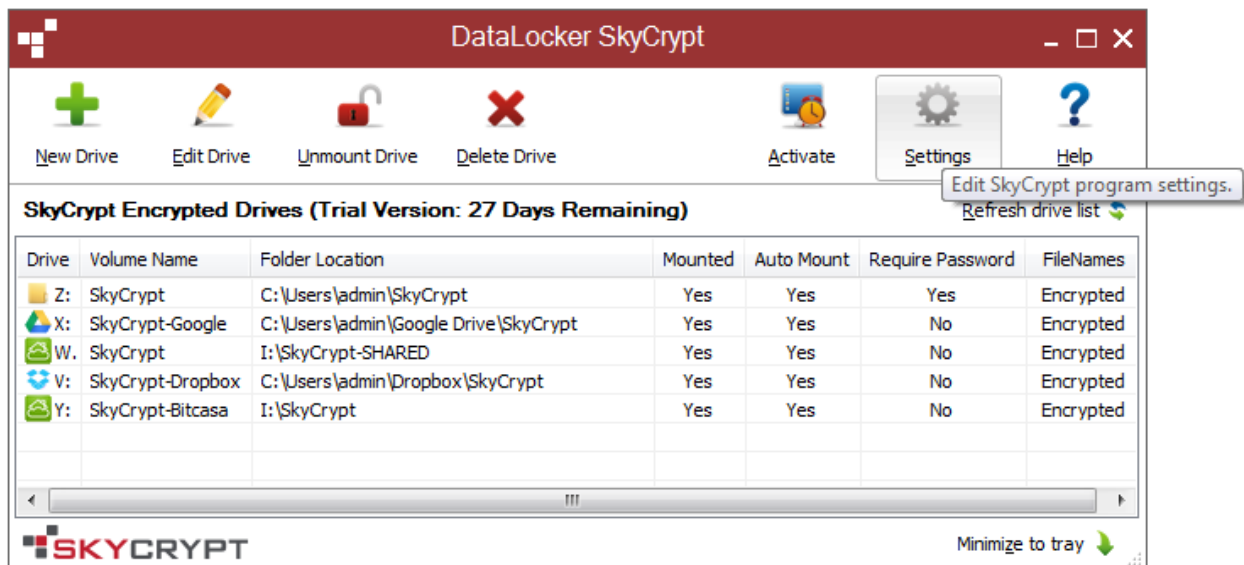 DataLocker SkyCrypt
New Drive Edit Drive Unmount Drive Delete Drive Activate Settings Help
Edit SkyCrypt program settings.
SkyCrypt Encrypted Drives (Trial Version: 27 Days Remaining) Refresh drive list
Drive Volume Name Folder Location Mounted Auto Mount Require Password FileNames
Z: SkyCrypt C:\Users\admin\SkyCrypt Yes Yes Yes Encrypted
X: SkyCrypt-Google C:\Users\admin\Google Drive\SkyCrypt Yes Yes No Encrypted
W. SkyCrypt I:\SkyCrypt-SHARED Yes Yes No Encrypted
V: SkyCrypt-Dropbox C:\Users\admin\Dropbox\SkyCrypt Yes Yes No Encrypted
Y: SkyCrypt-Bitcasa I:\SkyCrypt Yes Yes No Encrypted
SKYCRYPT Minimize to tray